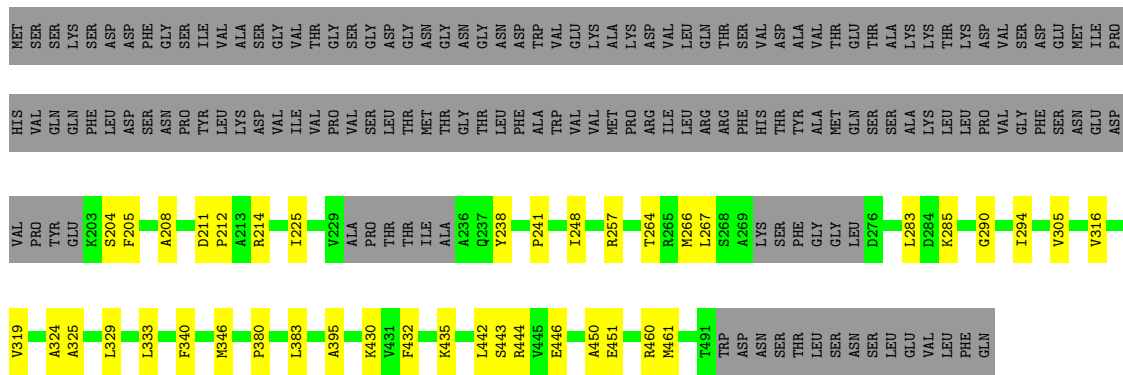 MET SER SER LYS SER ASP ASP PHE GLY SER ILE VAL ALA SER GLY VAL THR GLY SER GLY ASP GLY ASN GLY ASN GLY ASN ASP TRP VAL GLU LYS ALA LYS ASP VAL LEU GLN THR SER VAL ASP ALA VAL THR GLU THR ALA LYS LYS THR LYS ASP VAL SER ASP GLU MET ILE PRO
HIS VAL GLN GLN PHE LEU ASP SER ASN PRO TYR LEU LYS ASP VAL ILE VAL PRO VAL SER LEU THR MET THR GLY THR LEU PHE ALA TRP VAL VAL MET PRO ARG ILE LEU ARG ARG PHE HIS THR TYR ALA MET GLN SER SER ALA LYS LEU LEU PRO VAL GLY PHE SER ASN GLU ASP
VAL PRO TYR GLU K203 S204 F205 A208 D211 P212 A213 R214 I225 V229 ALA PRO THR THR ILE ALA A236 Q237 Y238 P241 I248 R257 T264 R265 M266 L267 S268 A269 LYS SER PHE GLY GLY LEU D276 L283 D284 K285 G290 I294 V305 V316
V319 A324 A325 L329 L333 F340 M346 P380 L383 A395 K430 V431 F432 K435 L442 S443 R444 V445 E446 A450 E451 R460 M461 T491 TRP ASP ASN SER THR LEU SER ASN SER LEU GLU VAL LEU PHE GLN